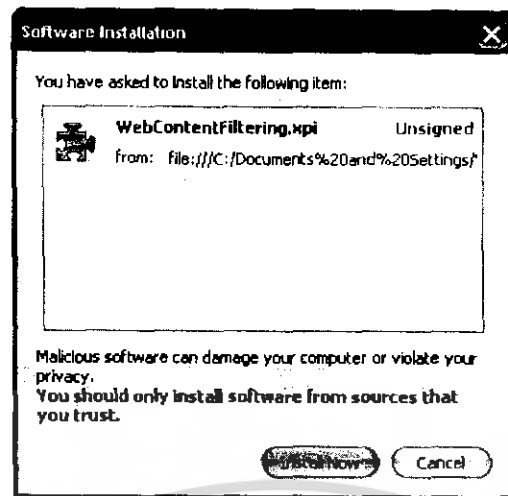 Software Installation
You have asked to install the following item:
WebContentFiltering.xpi Unsigned
from: file:///C:/Documents%20and%20Settings/
Malicious software can damage your computer or violate your
privacy.
You should only install software from sources that
you trust.
Install Now Cancel